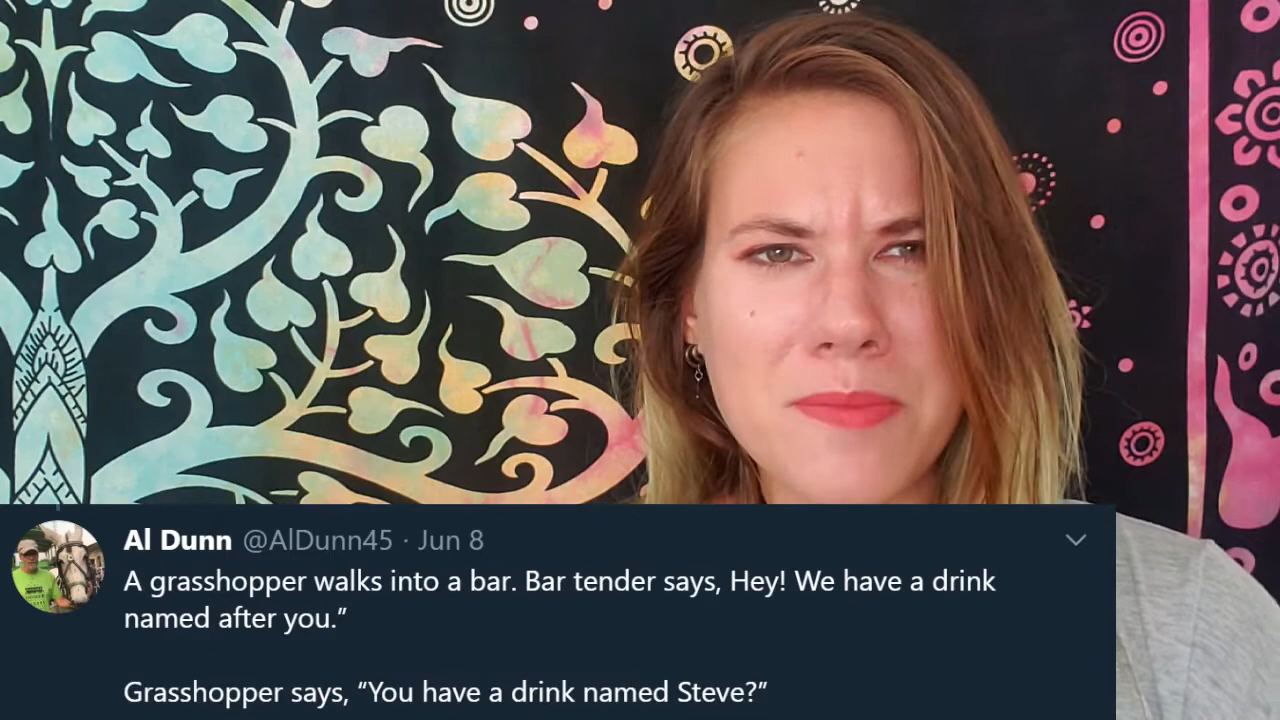 Al Dunn @AlDunn45 · Jun 8
A grasshopper walks into a bar. Bar tender says, Hey! We have a drink
named after you.”
Grasshopper says, “You have a drink named Steve?”